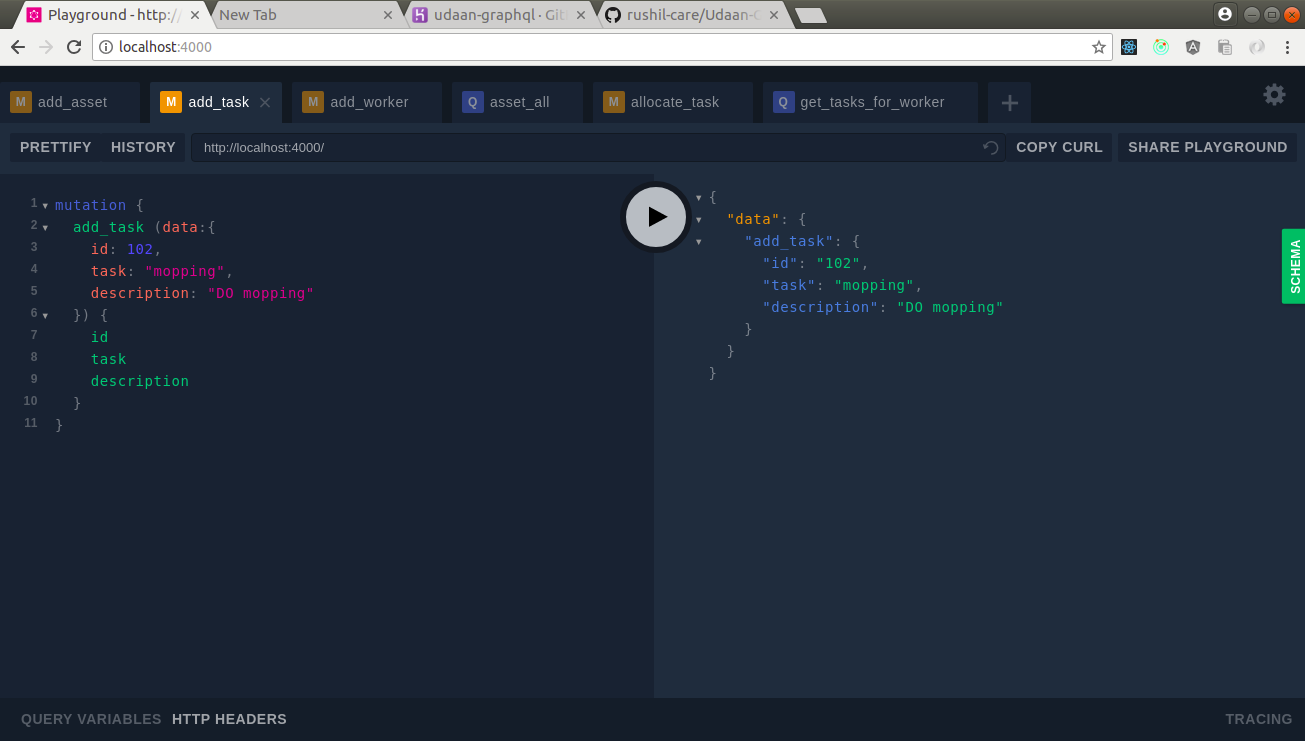 Playground - http://
New Tab
udaan-graphql · Git
rushil-care/Udaan-G
localhost:4000
M add_asset
M add_task
M add_worker
Q asset_all
M allocate_task
Q get_tasks_for_worker
PRETTIFY
HISTORY
http://localhost:4000/
COPY CURL
SHARE PLAYGROUND
1 mutation {
2 add_task (data:{
3 id: 102,
4 task: "mopping",
5 description: "DO mopping"
6 }) {
7 id
8 task
9 description
10 }
11 }
{
"data": {
"add_task": {
"id": "102",
"task": "mopping",
"description": "DO mopping"
}
}
}
SCHEMA
QUERY VARIABLES
HTTP HEADERS
TRACING